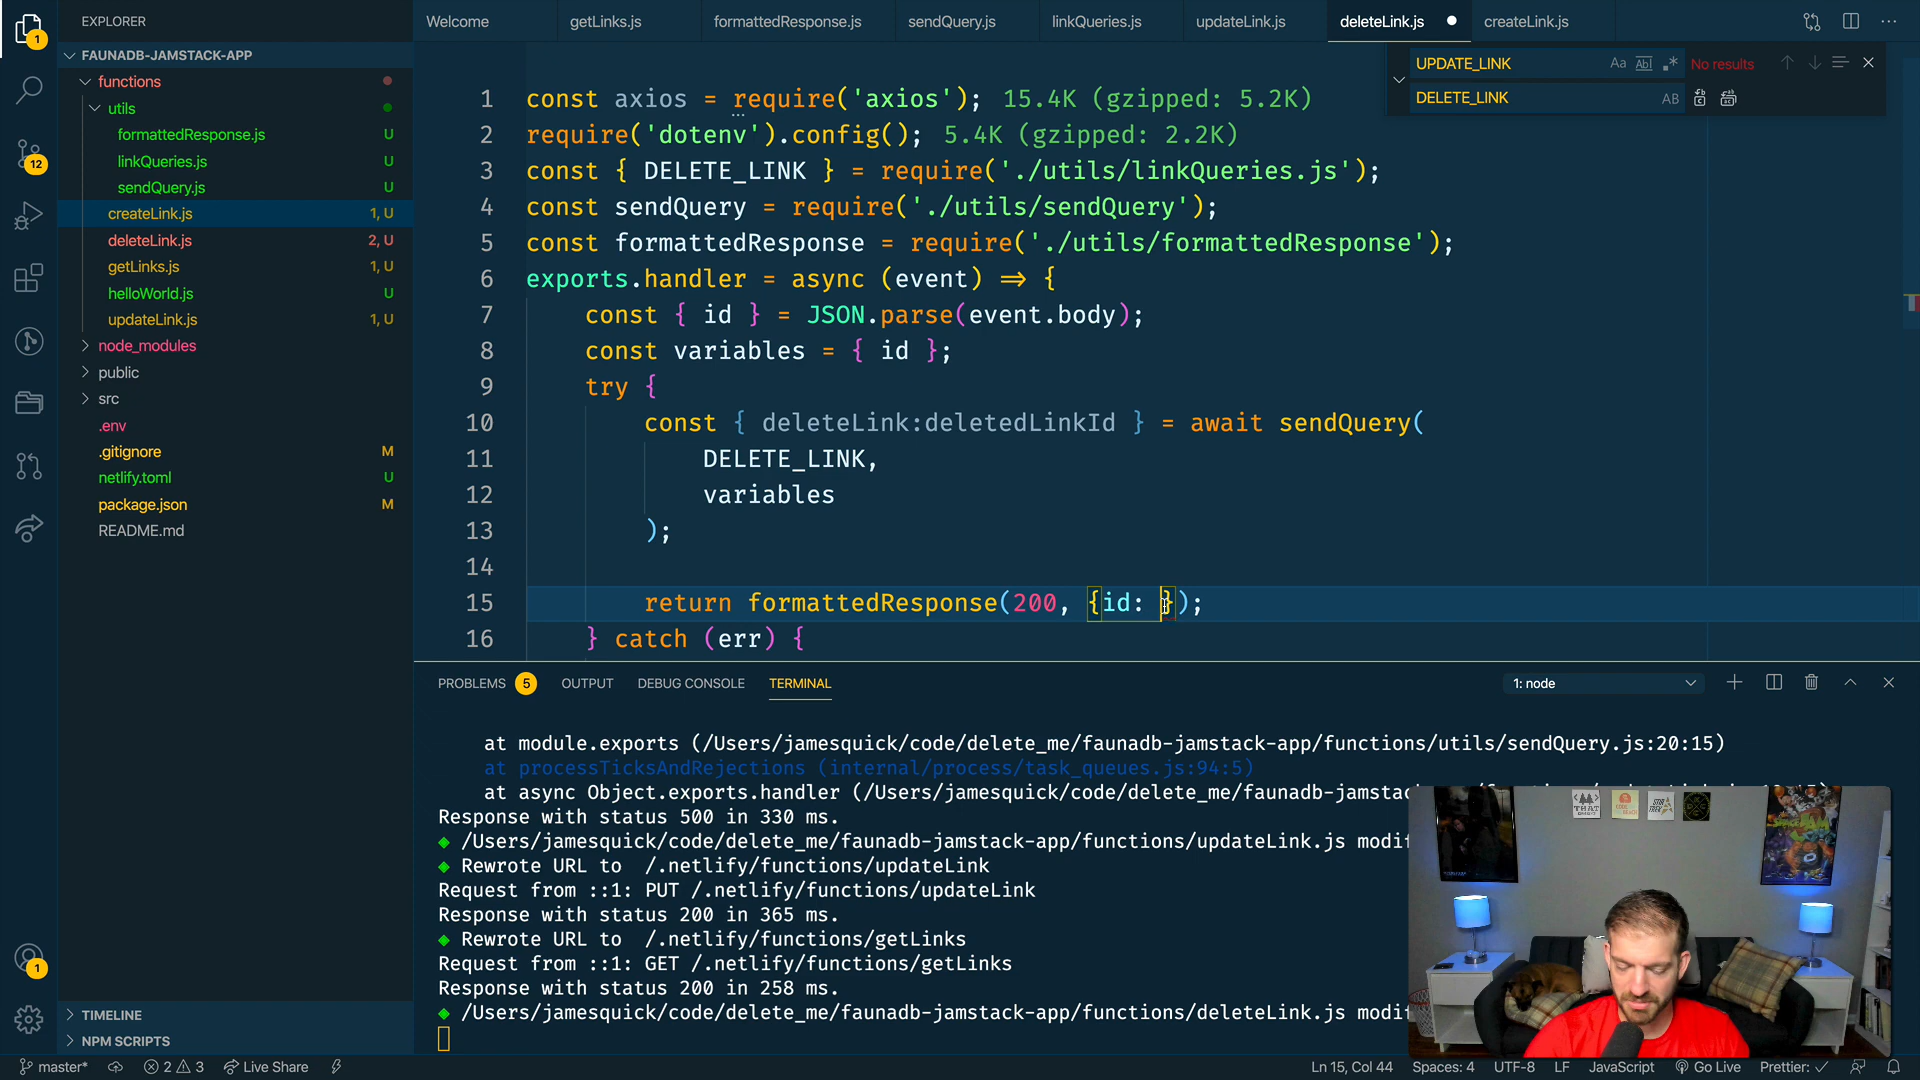 EXPLORER
Welcome
getLinks.js
formattedResponse.js
sendQuery.js
linkQueries.js
updateLink.js
deleteLink.js
createLink.js
FAUNADB-JAMSTACK-APP
functions
utils
formattedResponse.js U
linkQueries.js U
sendQuery.js U
createLink.js 1, U
deleteLink.js 2, U
getLinks.js 1, U
helloWorld.js U
updateLink.js 1, U
node_modules
public
src
.env
.gitignore M
netlify.toml U
package.json M
README.md
TIMELINE
NPM SCRIPTS
1
12
1
UPDATE_LINK Aa Abl No results
DELETE_LINK AB
1 const axios = require('axios'); 15.4K (gzipped: 5.2K)
2 require('dotenv').config(); 5.4K (gzipped: 2.2K)
3 const { DELETE_LINK } = require('./utils/linkQueries.js');
4 const sendQuery = require('./utils/sendQuery');
5 const formattedResponse = require('./utils/formattedResponse');
6 exports.handler = async (event) => {
7 const { id } = JSON.parse(event.body);
8 const variables = { id };
9 try {
10 const { deleteLink:deletedLinkId } = await sendQuery(
11 DELETE_LINK,
12 variables
13 );
14
15 return formattedResponse(200, {id: });
16 } catch (err) {
PROBLEMS 5 OUTPUT DEBUG CONSOLE TERMINAL 1: node
at module.exports (/Users/jamesquick/code/delete_me/faunadb-jamstack-app/functions/utils/sendQuery.js:20:15)
at processTicksAndRejections (internal/process/task_queues.js:94:5)
at async Object.exports.handler (/Users/jamesquick/code/delete_me/faunadb-jamstac
Response with status 500 in 330 ms.
◆ /Users/jamesquick/code/delete_me/faunadb-jamstack-app/functions/updateLink.js modif
◆ Rewrote URL to /.netlify/functions/updateLink
Request from ::1: PUT /.netlify/functions/updateLink
Response with status 200 in 365 ms.
◆ Rewrote URL to /.netlify/functions/getLinks
Request from ::1: GET /.netlify/functions/getLinks
Response with status 200 in 258 ms.
◆ /Users/jamesquick/code/delete_me/faunadb-jamstack-app/functions/deleteLink.js modif
master* 2 3 Live Share Ln 15, Col 44 Spaces: 4 UTF-8 LF JavaScript Go Live Prettier: ✓